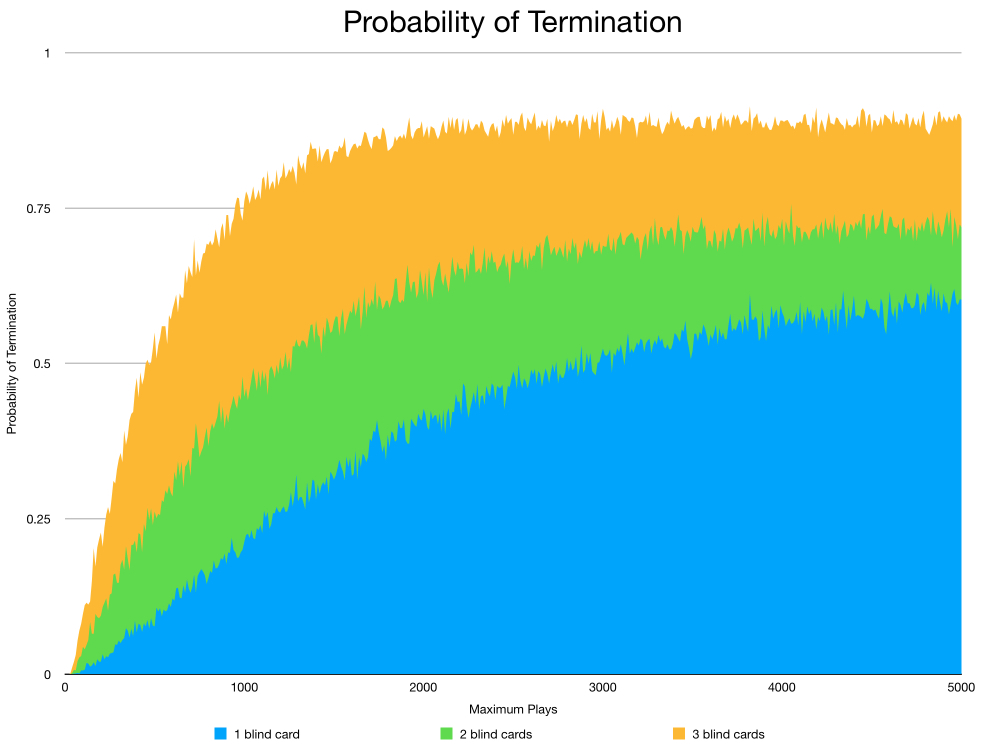 Probability of Termination
1
0.75
0.5
0.25
0
Probability of Termination
0 1000 2000 3000 4000 5000
Maximum Plays
1 blind card 2 blind cards 3 blind cards